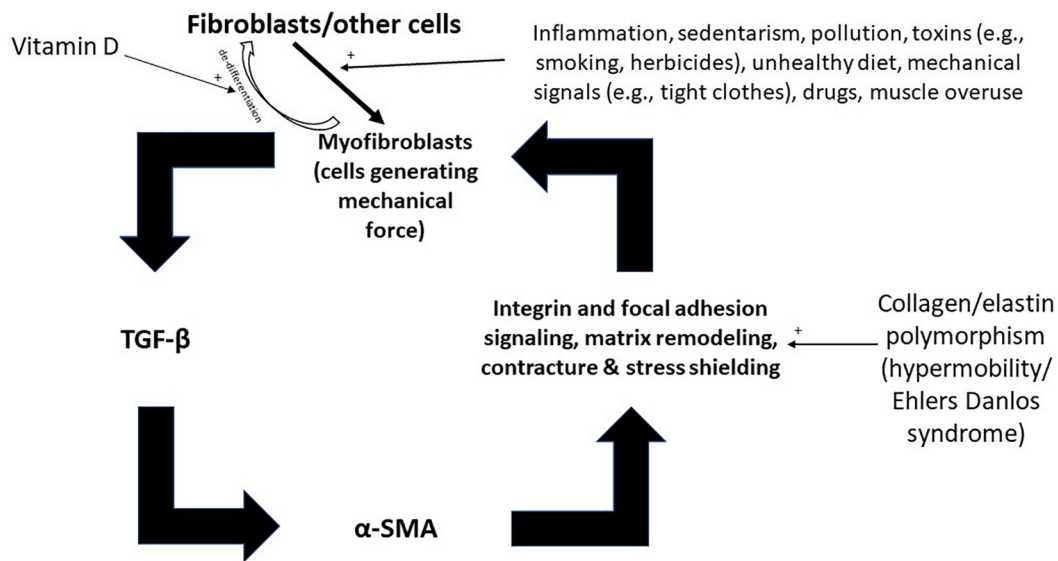 Fibroblasts/other cells
Vitamin D
+
de-differentiation
+
Inflammation, sedentarism, pollution, toxins (e.g.,
smoking, herbicides), unhealthy diet, mechanical
signals (e.g., tight clothes), drugs, muscle overuse
Myofibroblasts
(cells generating
mechanical
force)
TGF-β
Integrin and focal adhesion
signaling, matrix remodeling,
contracture & stress shielding
+
Collagen/elastin
polymorphism
(hypermobility/
Ehlers Danlos
syndrome)
α-SMA